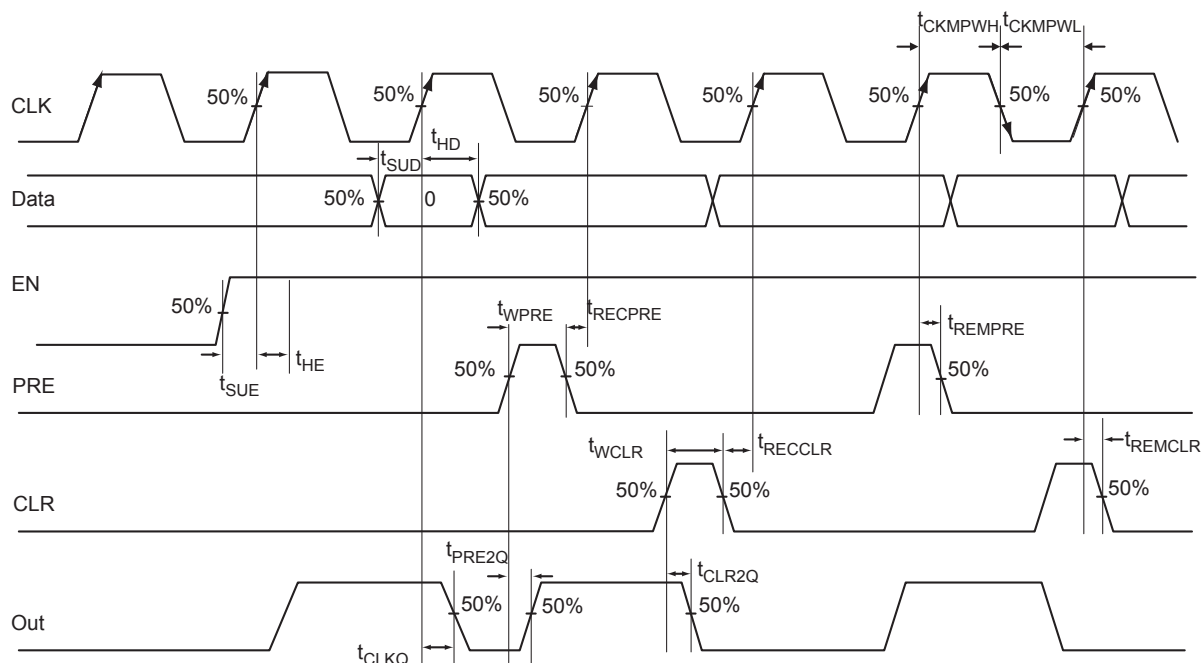 tCKMPWH tCKMPWL
CLK
50% 50% 50% 50% 50% 50% 50%
tSUD tHD
Data
50% 0 50%
EN
50%
tSUE tHE
tWPRE tRECPRE
tREMPRE
PRE
50% 50% 50%
tWCLR tRECCLR
tREMCLR
CLR
50% 50% 50%
tPRE2Q tCLR2Q
Out
50% 50% 50%
tCLKQ